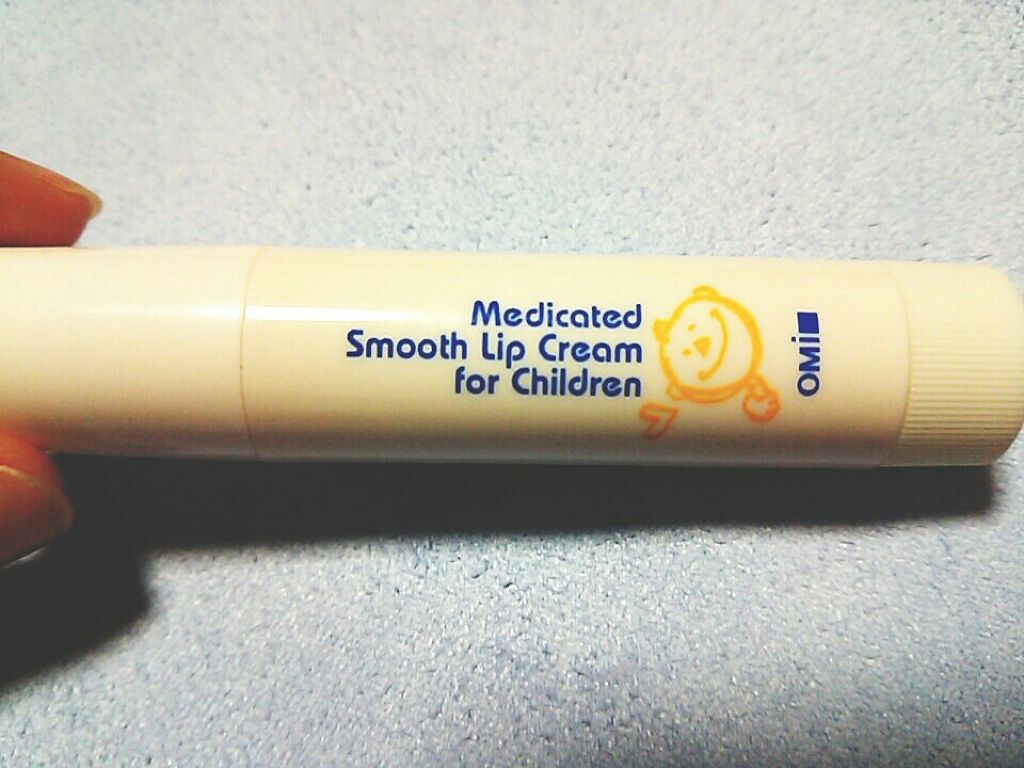 Medicated
Smooth Lip Cream
for Children
OMi